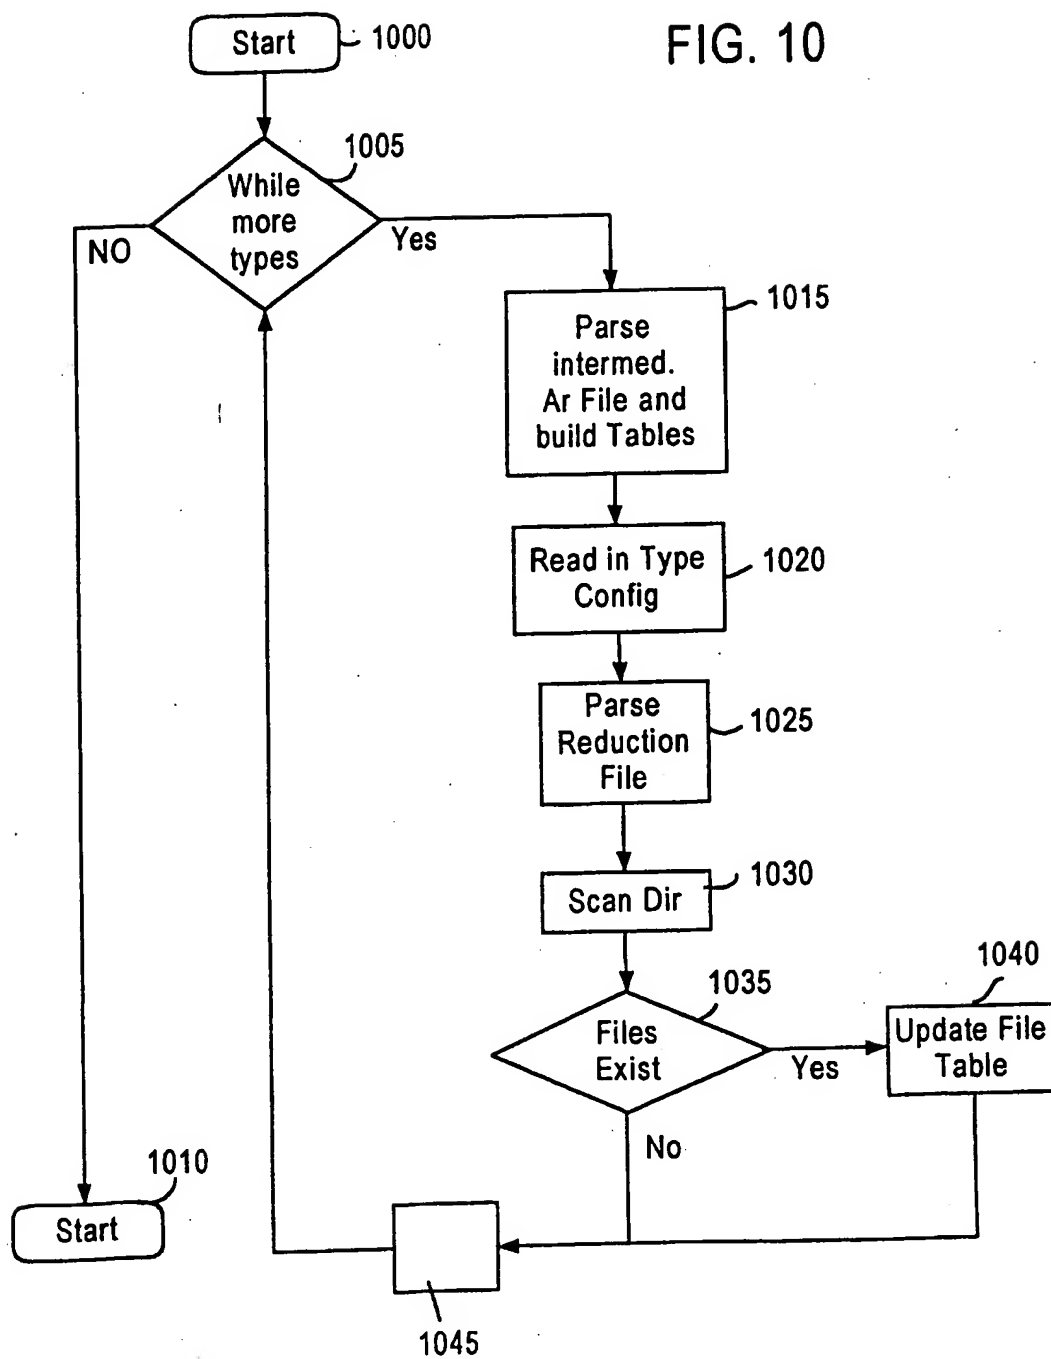 FIG. 10
Start
1000
While
more
types
1005
NO
Yes
Parse
intermed.
Ar File and
build Tables
1015
Read in Type
Config
1020
Parse
Reduction
File
1025
Scan Dir
1030
Files
Exist
1035
Yes
Update File
Table
1040
No
Start
1010
1045